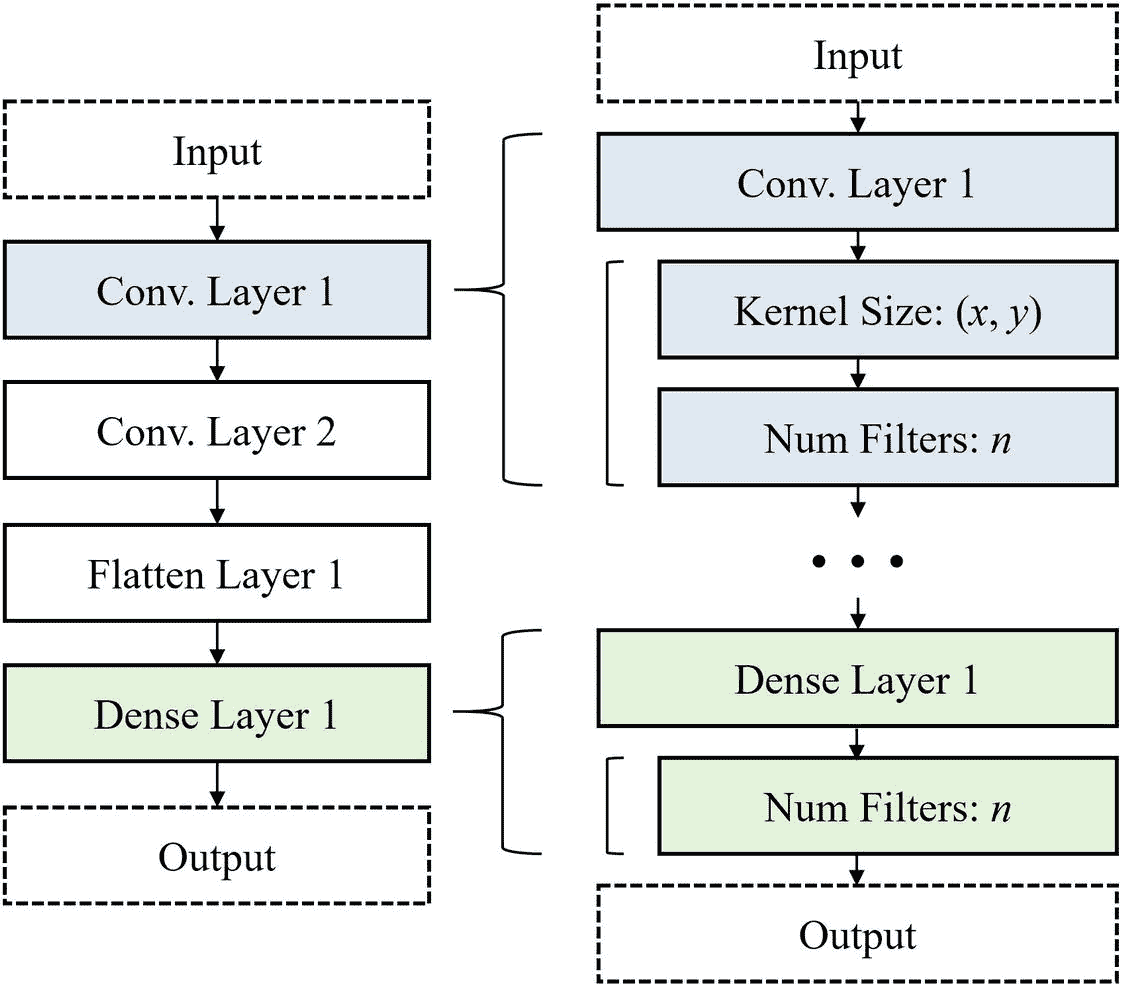 Input
Conv. Layer 1
Conv. Layer 2
Flatten Layer 1
Dense Layer 1
Output
Input
Conv. Layer 1
Kernel Size: (x, y)
Num Filters: n
• • •
Dense Layer 1
Num Filters: n
Output